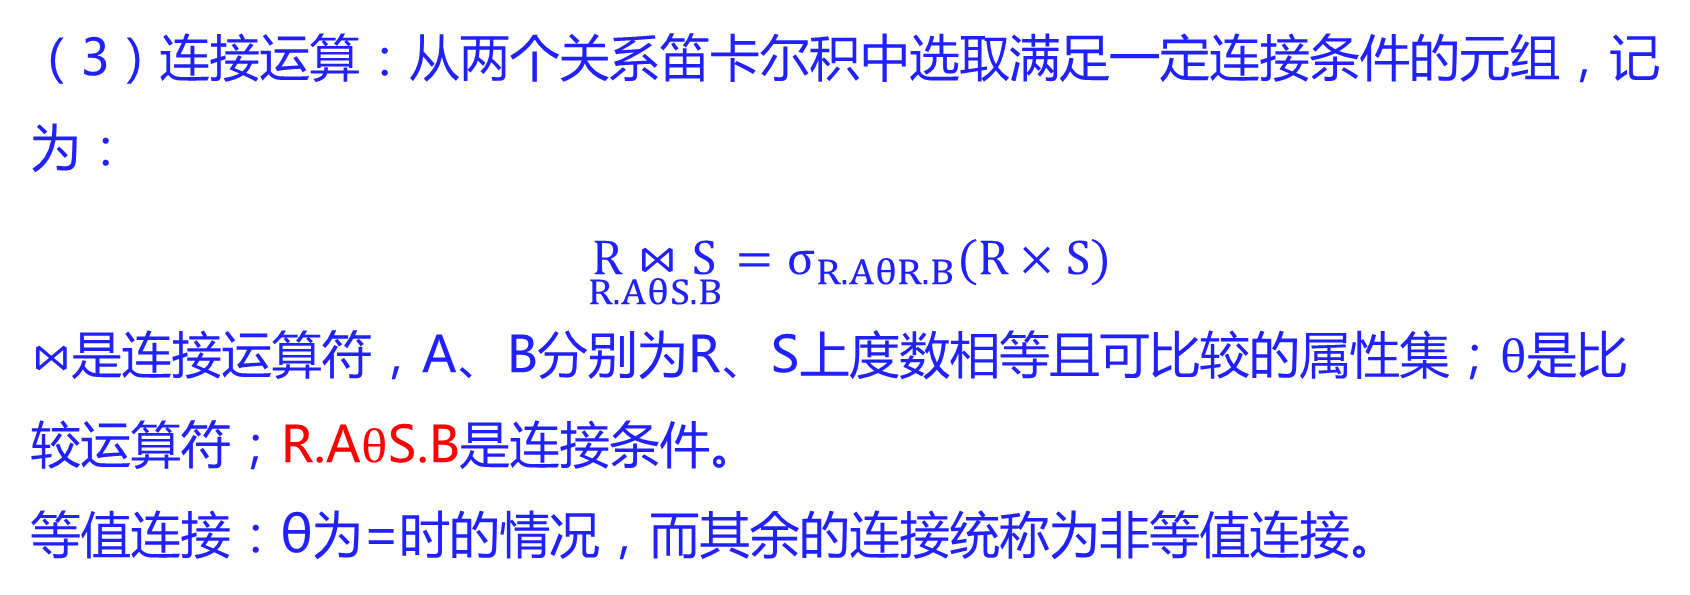 （3）连接运算：从两个关系笛卡尔积中选取满足一定连接条件的元组，记
为：
R ⋈ S = σR.AθR.B(R × S)
R.AθS.B
⋈是连接运算符，A、B分别为R、S上度数相等且可比较的属性集；θ是比
较运算符；R.AθS.B是连接条件。
等值连接：θ为=时的情况，而其余的连接统称为非等值连接。